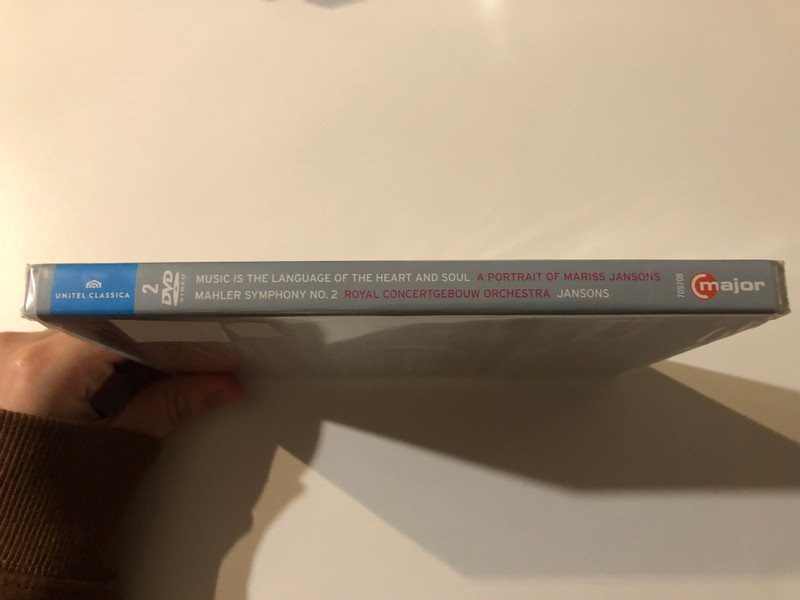 UNITEL CLASSICA
2
DVD
VIDEO
MUSIC IS THE LANGUAGE OF THE HEART AND SOUL A PORTRAIT OF MARISS JANSONS
MAHLER SYMPHONY NO. 2 ROYAL CONCERTGEBOUW ORCHESTRA JANSONS
709708
C major